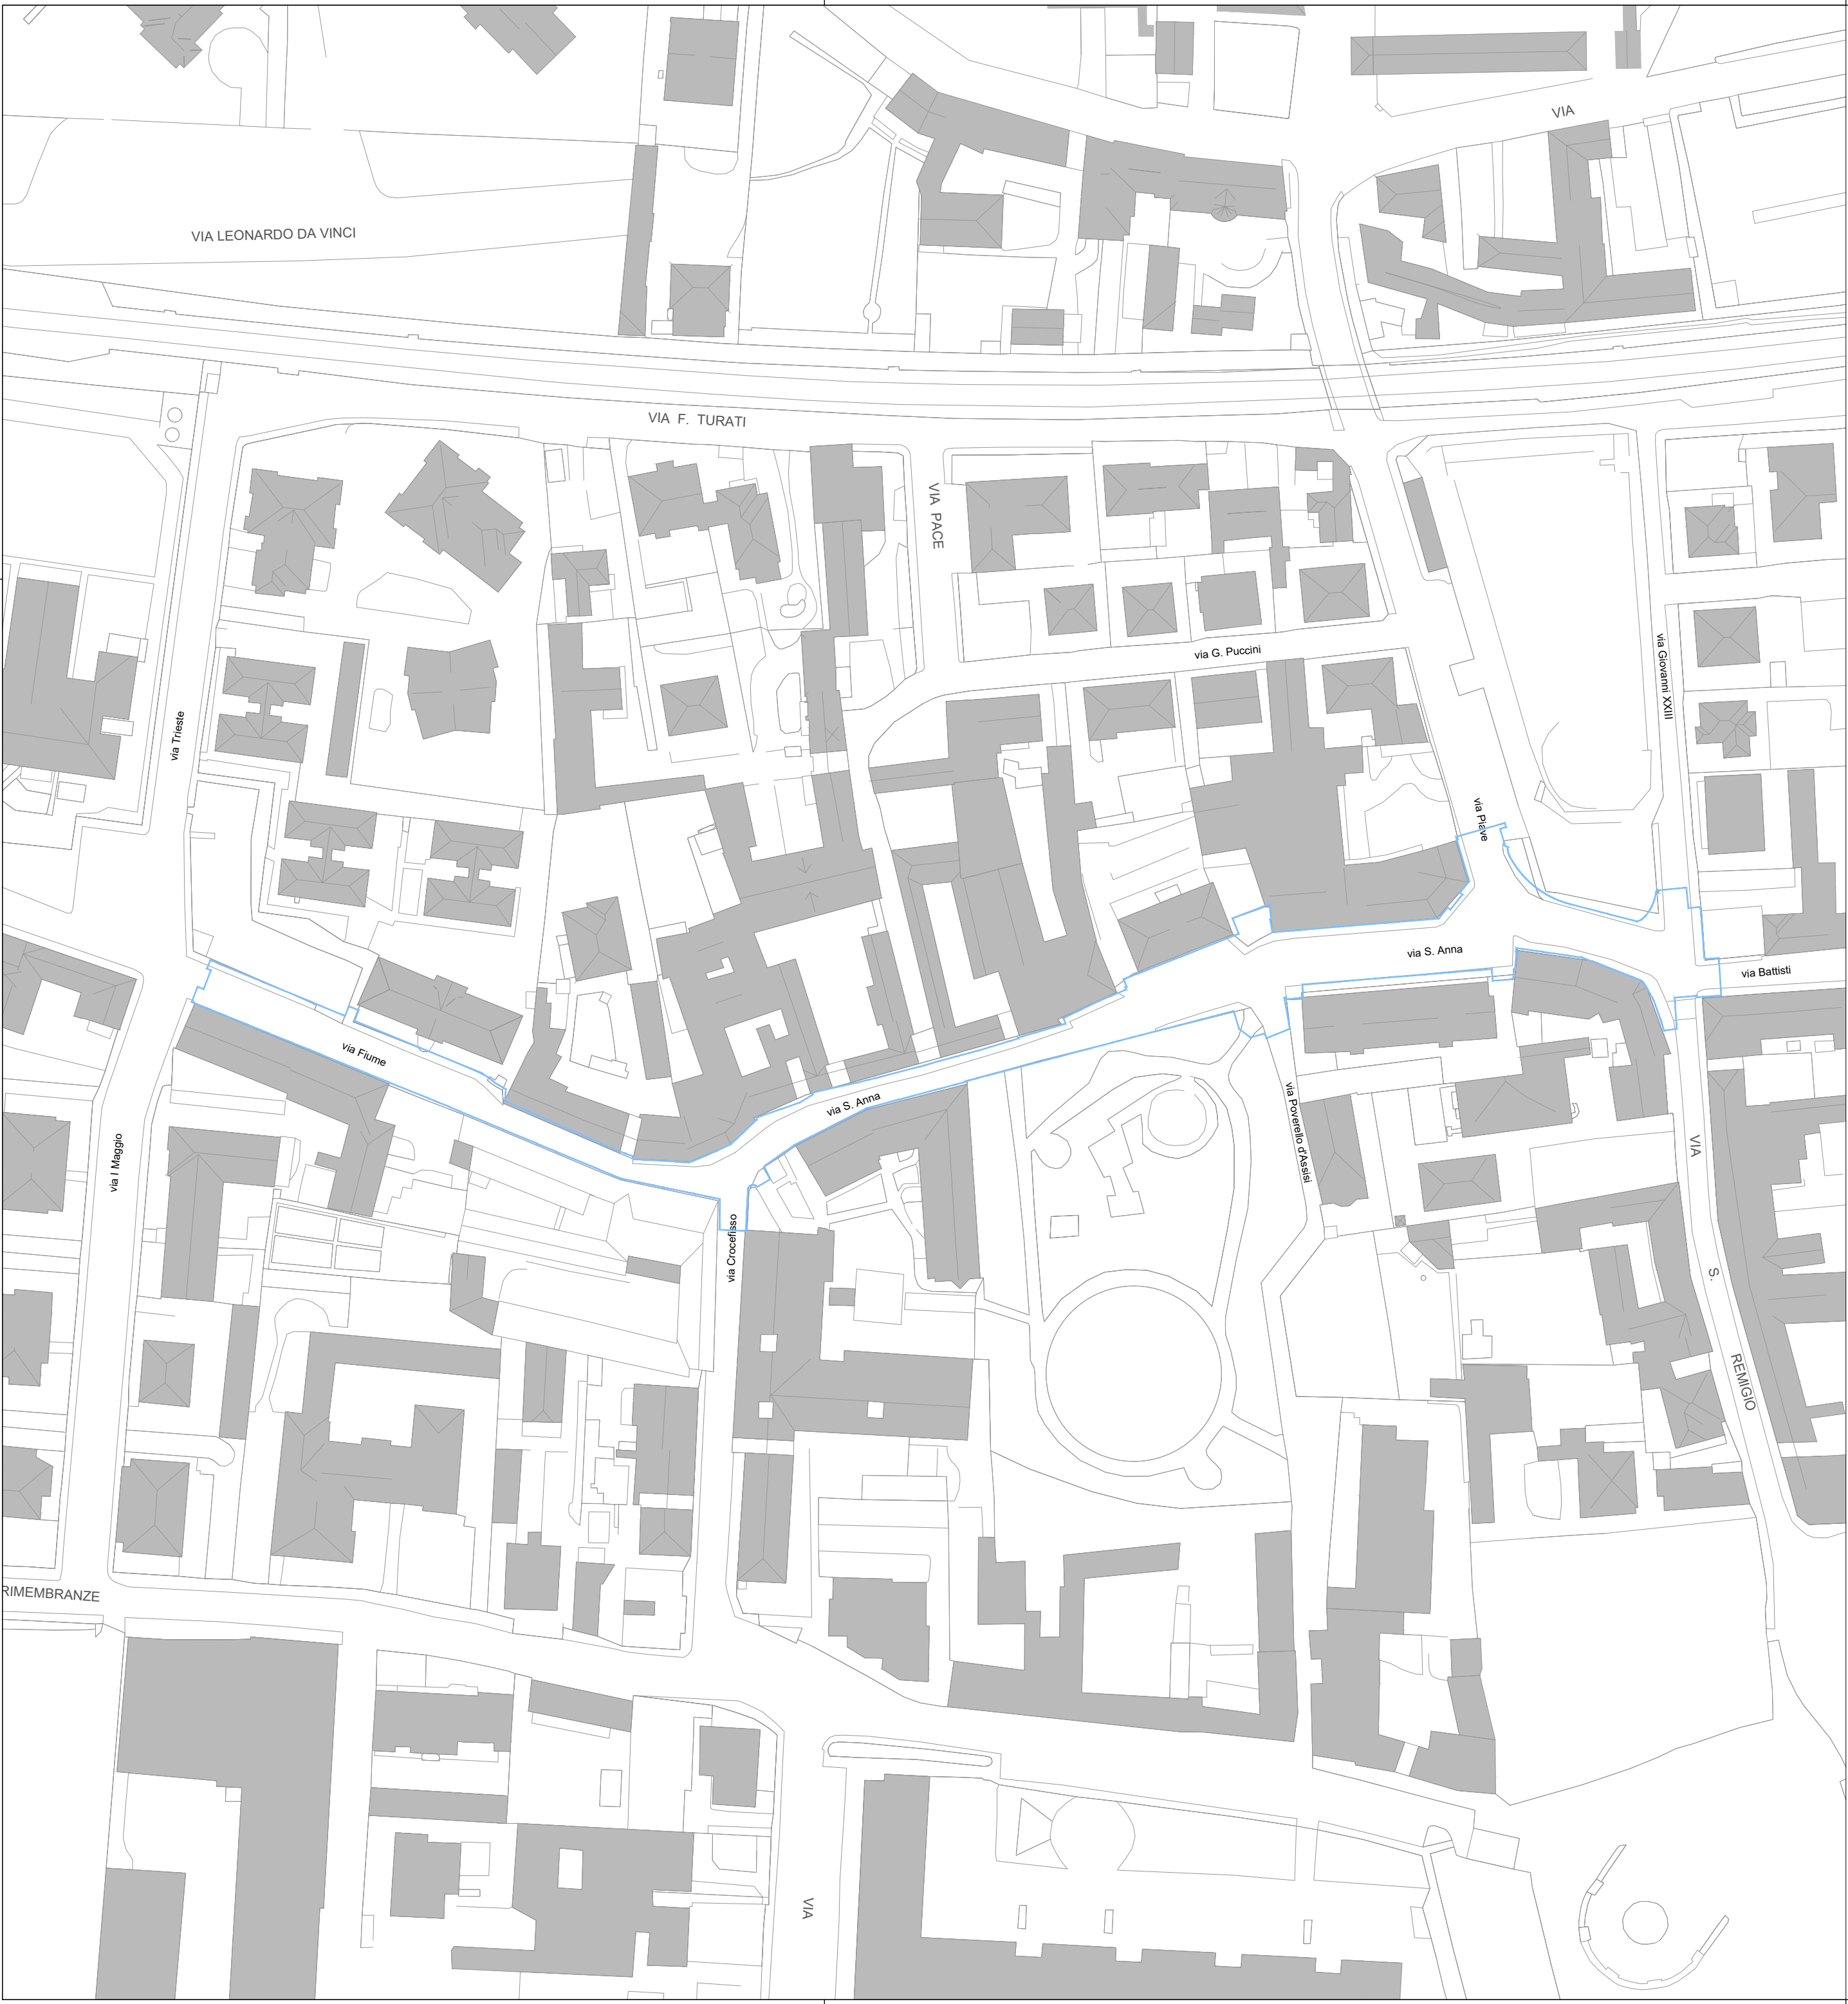 VIA
VIA LEONARDO DA VINCI
VIA F. TURATI
VIA PACE
via G. Puccini
via Giovanni XXIII
via Trieste
via Piave
via S. Anna
via Battisti
via Fiume
via S. Anna
via I Maggio
via Poverello d'Assisi
VIA
S.
REMIGIO
via Crocefisso
RIMEMBRANZE
VIA